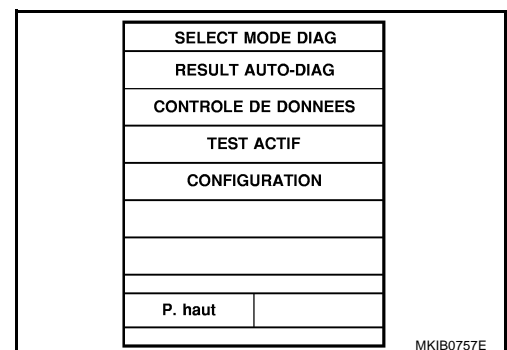 SELECT MODE DIAG
RESULT AUTO-DIAG
CONTROLE DE DONNEES
TEST ACTIF
CONFIGURATION
P. haut
MKIB0757E